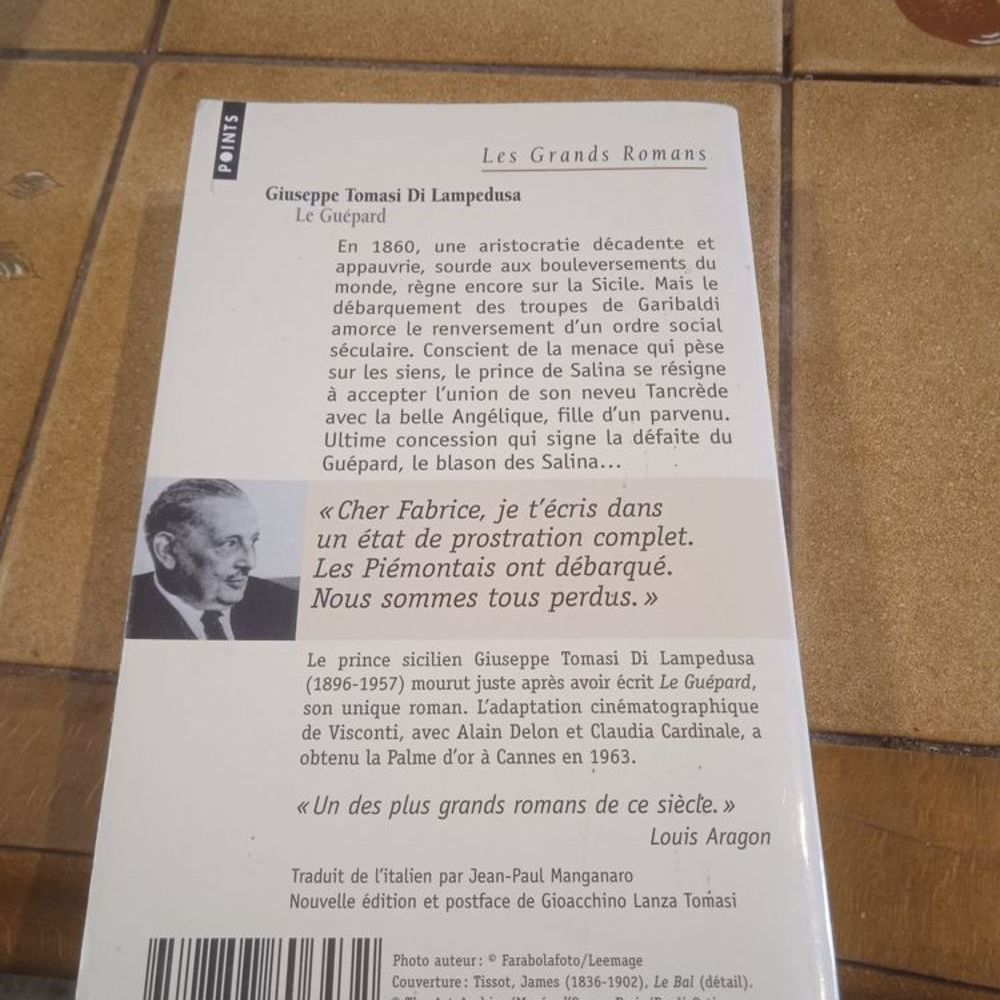 POINTS
Les Grands Romans
Giuseppe Tomasi Di Lampedusa
Le Guépard
En 1860, une aristocratie décadente et
appauvrie, sourde aux bouleversements du
monde, règne encore sur la Sicile. Mais le
débarquement des troupes de Garibaldi
amorce le renversement d'un ordre social
séculaire. Conscient de la menace qui pèse
sur les siens, le prince de Salina se résigne
à accepter l'union de son neveu Tancrède
avec la belle Angélique, fille d'un parvenu.
Ultime concession qui signe la défaite du
Guépard, le blason des Salina...
« Cher Fabrice, je t'écris dans
un état de prostration complet.
Les Piémontais ont débarqué.
Nous sommes tous perdus. »
Le prince sicilien Giuseppe Tomasi Di Lampedusa
(1896-1957) mourut juste après avoir écrit Le Guépard,
son unique roman. L'adaptation cinématographique
de Visconti, avec Alain Delon et Claudia Cardinale, a
obtenu la Palme d'or à Cannes en 1963.
« Un des plus grands romans de ce siècle. »
Louis Aragon
Traduit de l'italien par Jean-Paul Manganaro
Nouvelle édition et postface de Gioacchino Lanza Tomasi
Photo auteur : © Farabolafoto/Leemage
Couverture : Tissot, James (1836-1902), Le Bal (détail).